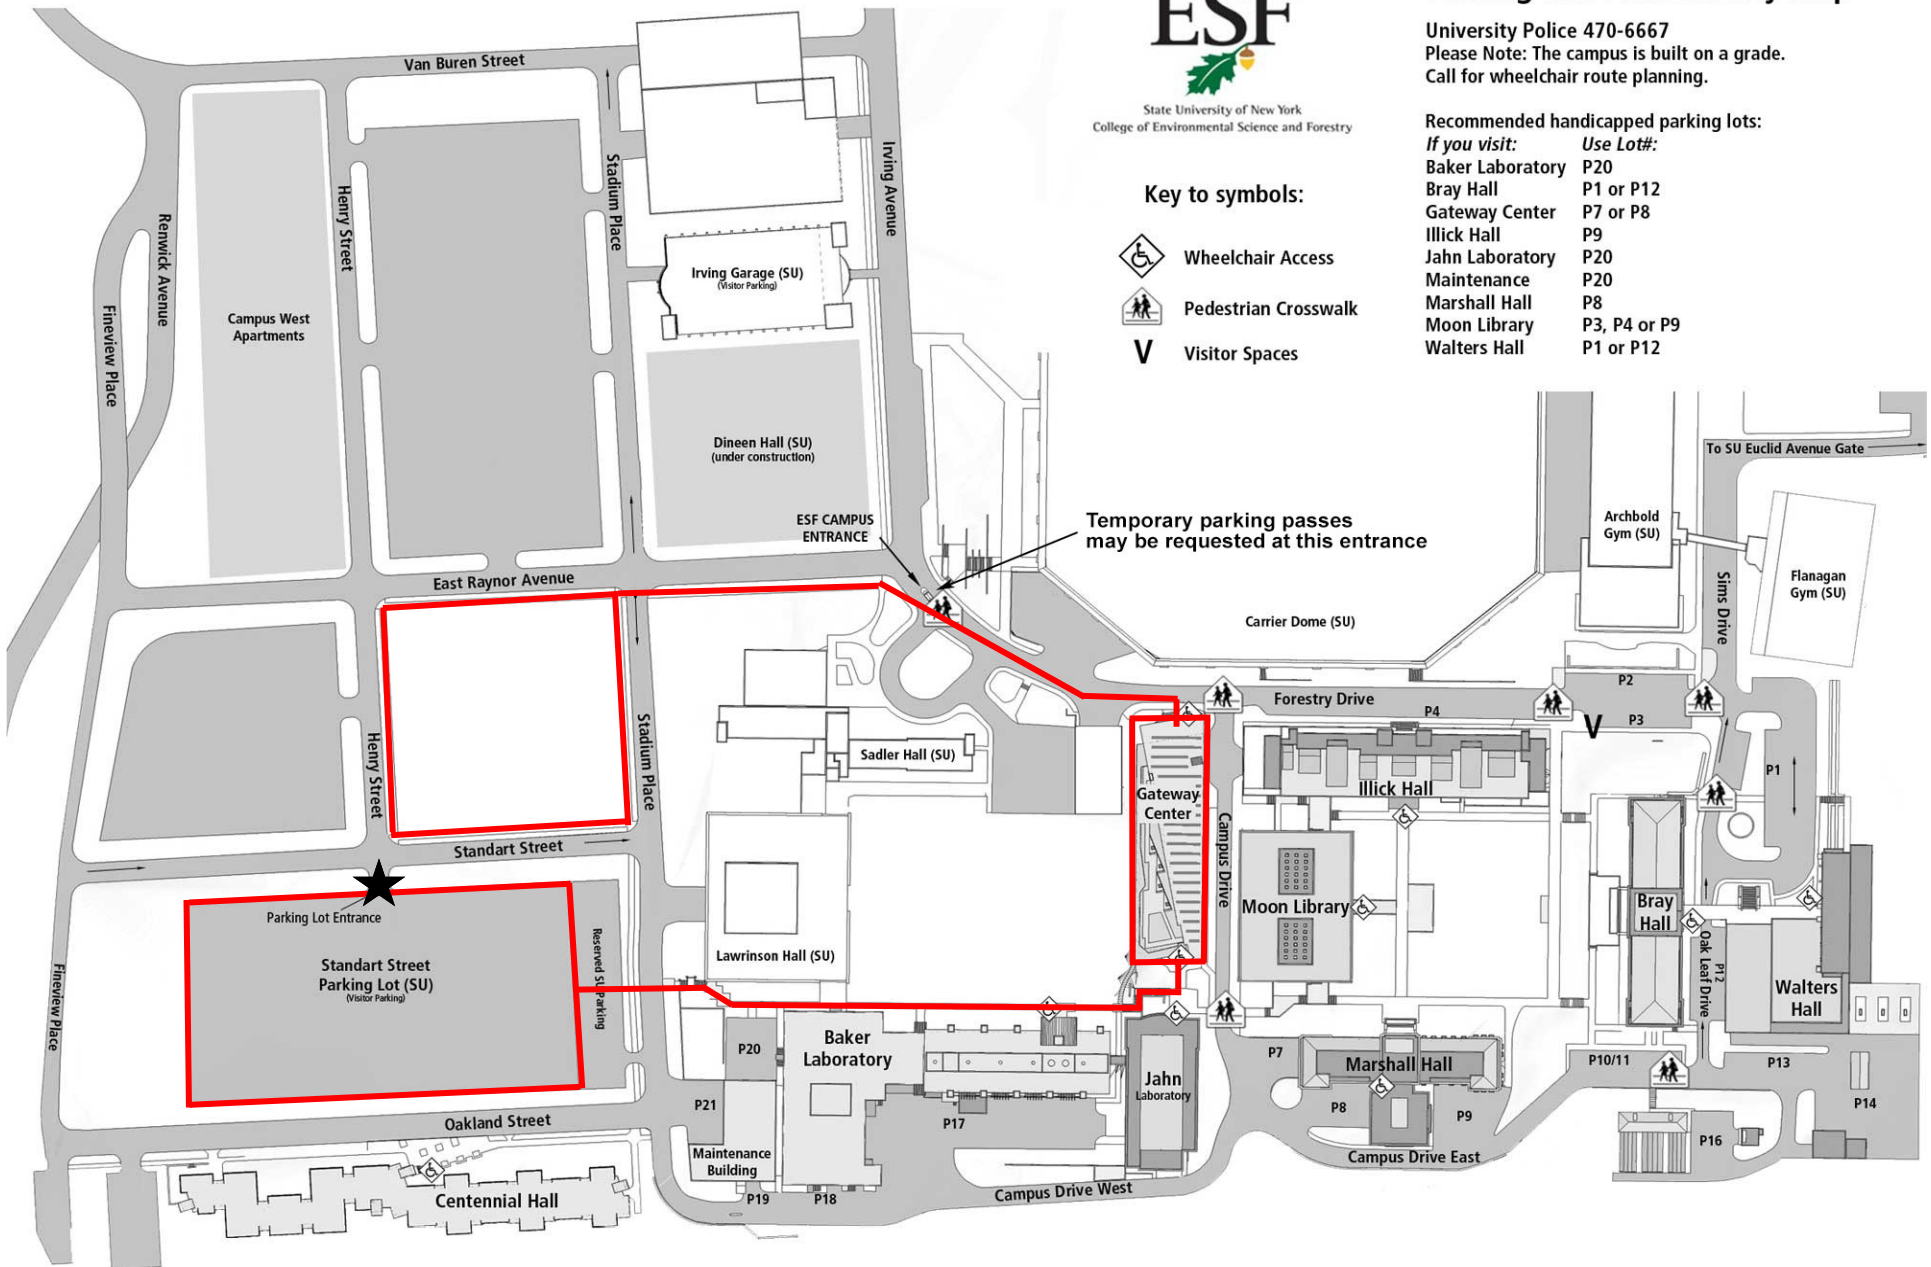 ESF
State University of New York
College of Environmental Science and Forestry
University Police 470-6667
Please Note: The campus is built on a grade.
Call for wheelchair route planning.
Recommended handicapped parking lots:
If you visit: Use Lot#:
Baker Laboratory P20
Bray Hall P1 or P12
Gateway Center P7 or P8
Illick Hall P9
Jahn Laboratory P20
Maintenance P20
Marshall Hall P8
Moon Library P3, P4 or P9
Walters Hall P1 or P12
Key to symbols:
Wheelchair Access
Pedestrian Crosswalk
V Visitor Spaces
Van Buren Street
Henry Street
Stadium Place
Irving Avenue
Renwick Avenue
Fineview Place
Campus West
Apartments
Irving Garage (SU)
(Visitor Parking)
Dineen Hall (SU)
(under construction)
ESF CAMPUS
ENTRANCE
Temporary parking passes
may be requested at this entrance
To SU Euclid Avenue Gate
Archbold
Gym (SU)
Flanagan
Gym (SU)
Sims Drive
Carrier Dome (SU)
East Raynor Avenue
Forestry Drive
P2
P3
P4
V
P1
Henry Street
Stadium Place
Sadler Hall (SU)
Gateway
Center
Campus Drive
Illick Hall
Standart Street
Parking Lot Entrance
Standart Street
Parking Lot (SU)
(Visitor Parking)
Reserved SU Parking
Fineview Place
Lawrinson Hall (SU)
Moon Library
Bray
Hall
Oak Leaf Drive
P12
Walters
Hall
P20
Baker
Laboratory
Jahn
Laboratory
P7
Marshall Hall
P8
P9
P10/11
P13
P14
P16
P21
P17
Oakland Street
Maintenance
Building
Centennial Hall
P19
P18
Campus Drive West
Campus Drive East